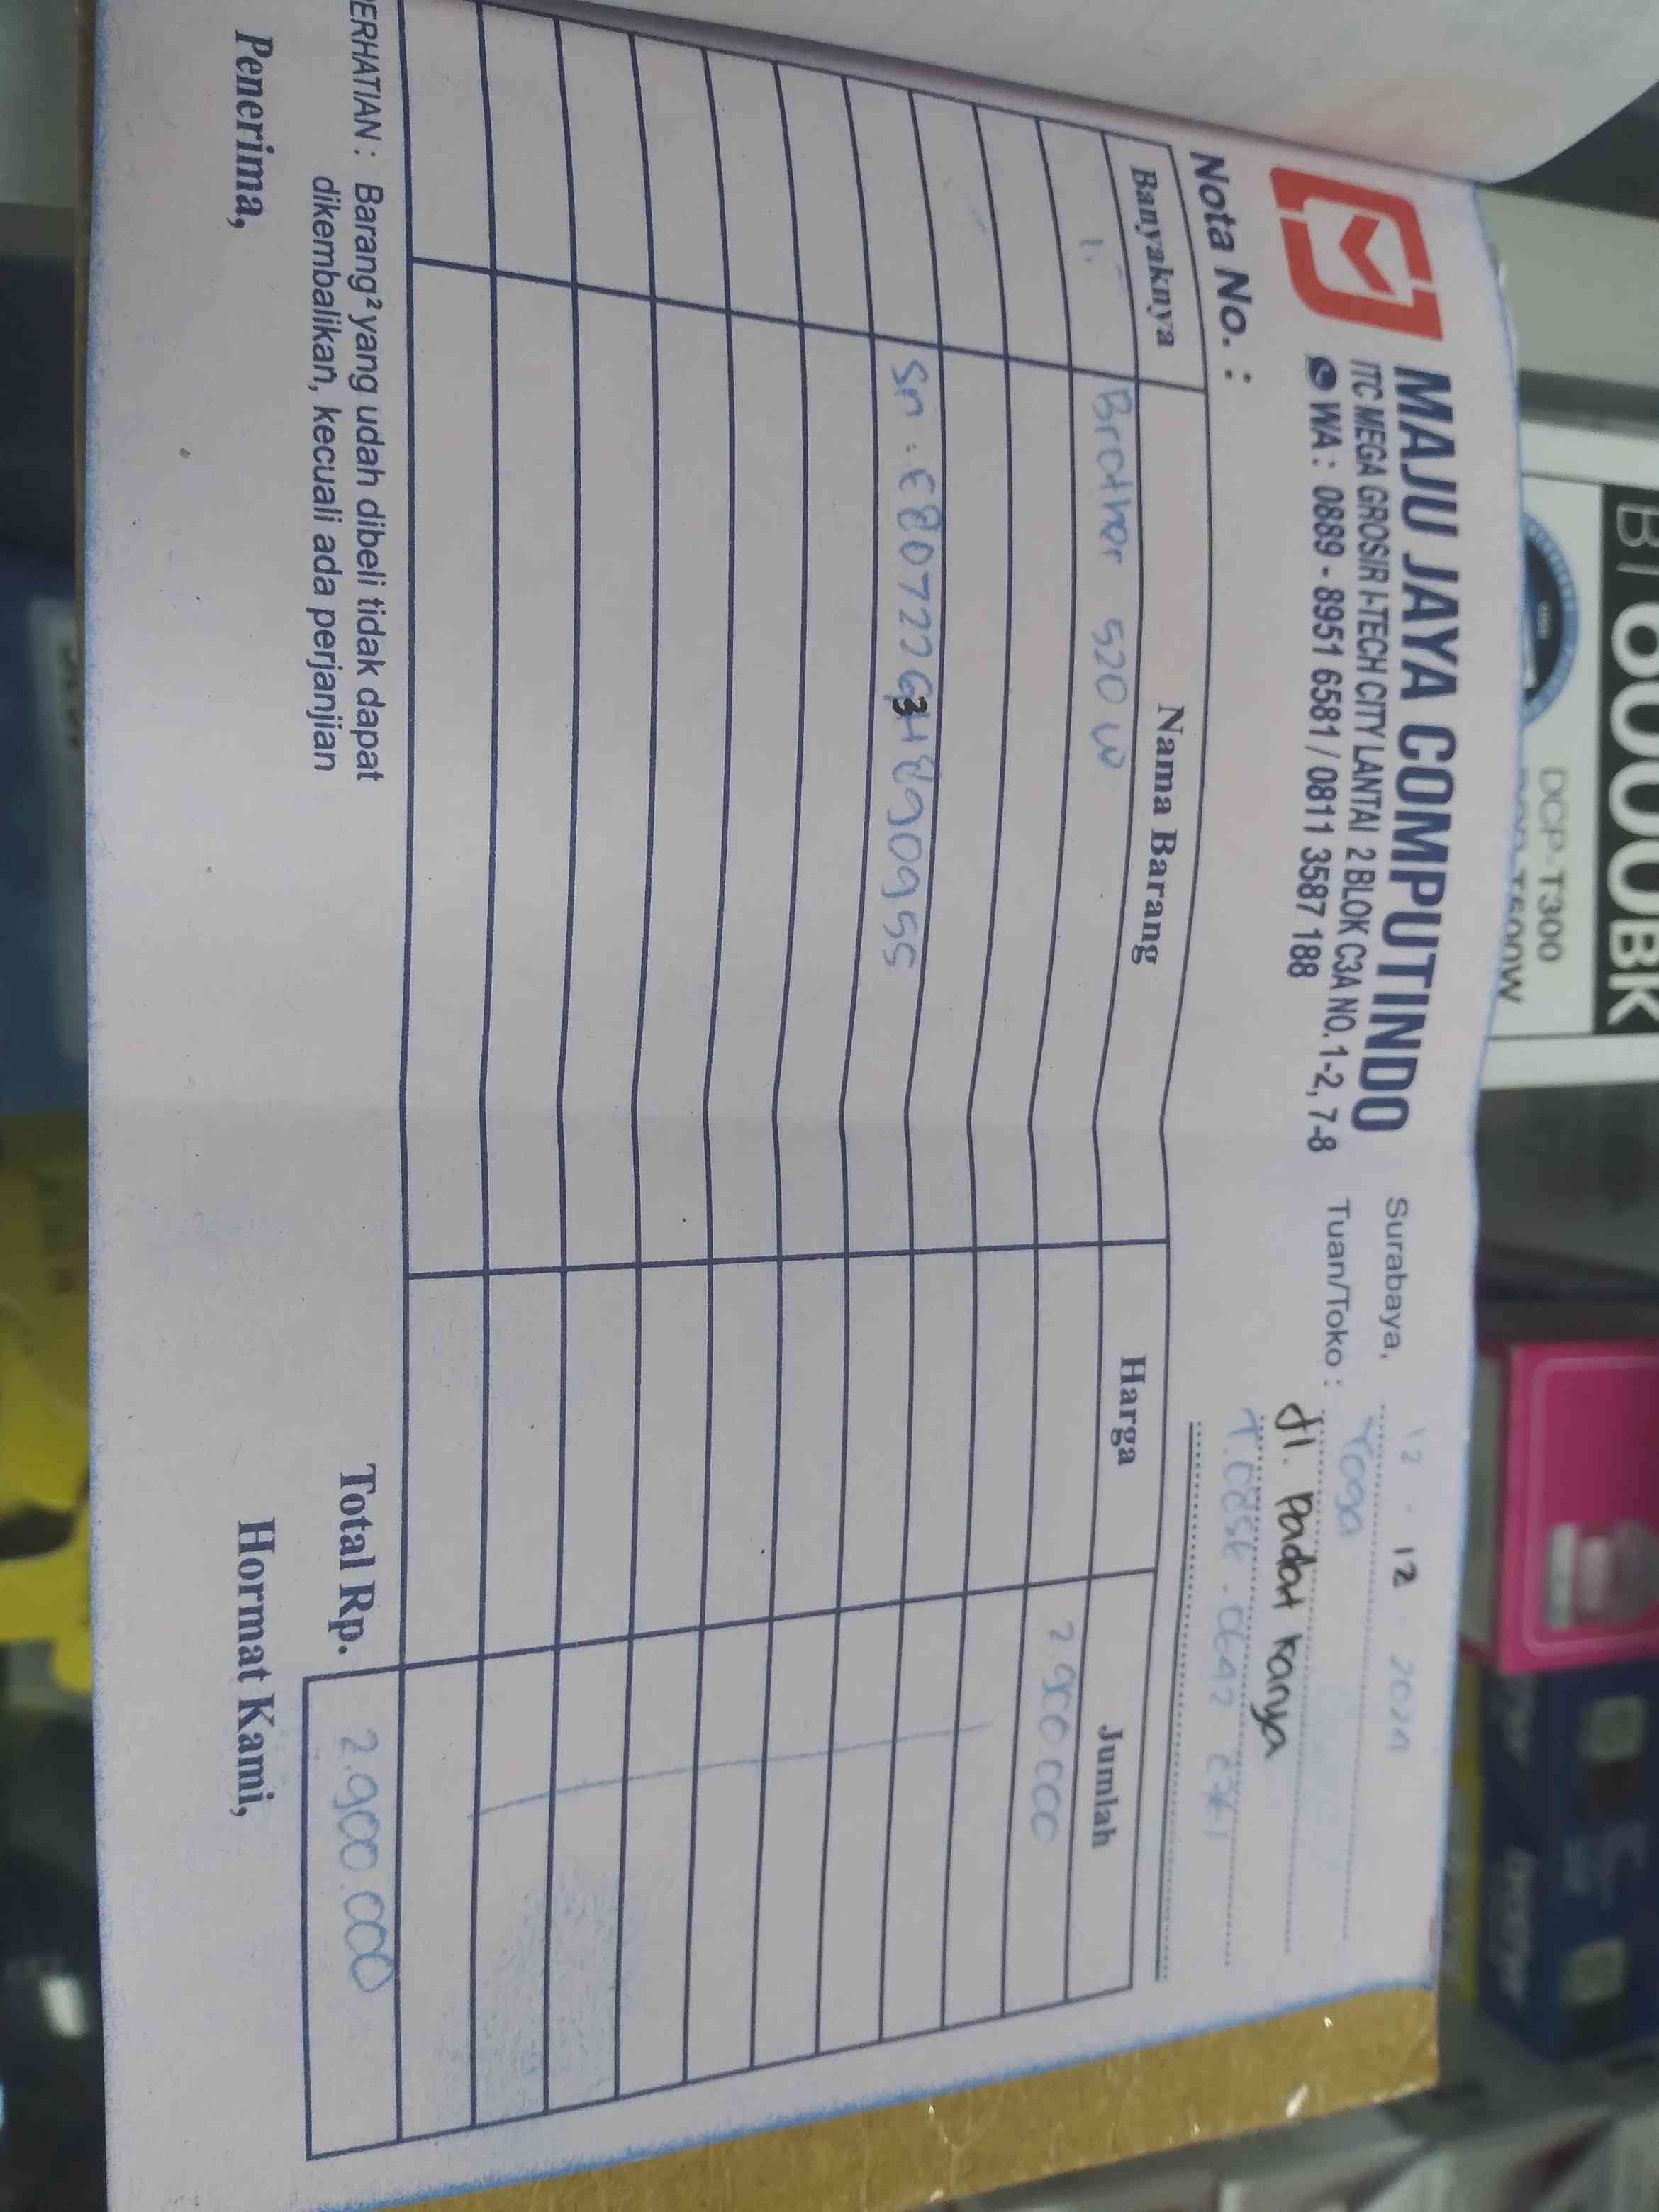 MAJU JAYA COMPUTINDO
ITC MEGA GROSIR I-TECH CITY LANTAI 2 BLOK C3A NO. 1-2, 7-8
WA : 0889 - 8951 6581 / 0811 3587 188
Surabaya, 12 . 12 . 2024
Tuan/Toko : Yoga
jl. Padat karya
Nota No. :
Banyaknya Nama Barang Harga Jumlah
1. Brother 520 W 2.900.000
Sn : E80722G3H890955
PERHATIAN : Barang² yang udah dibeli tidak dapat
dikembalikan, kecuali ada perjanjian
Total Rp. 2.900.000
Penerima,
Hormat Kami,
6000BK
DCP-T300